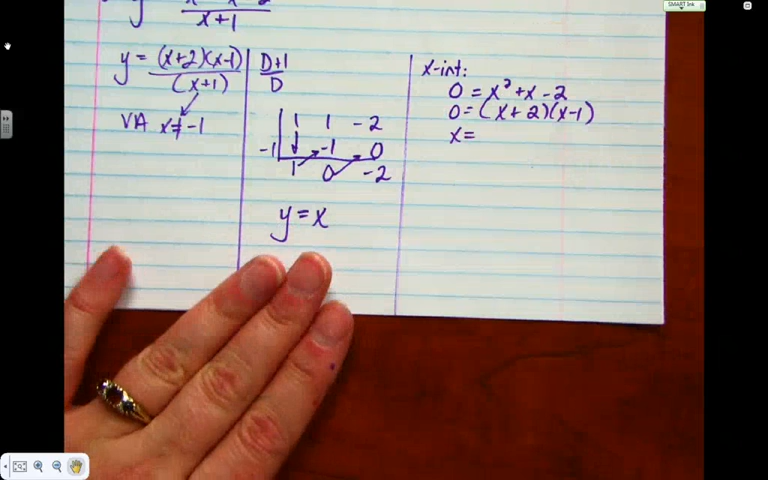 x+1
y = (x+2)(x-1)
(x+1)
VA x≠-1
D+1
D
1 1 -2
-1 -1 0
1 0 -2
y=x
x-int:
0 = x²+x-2
0=(x+2)(x-1)
x=
SMART Ink